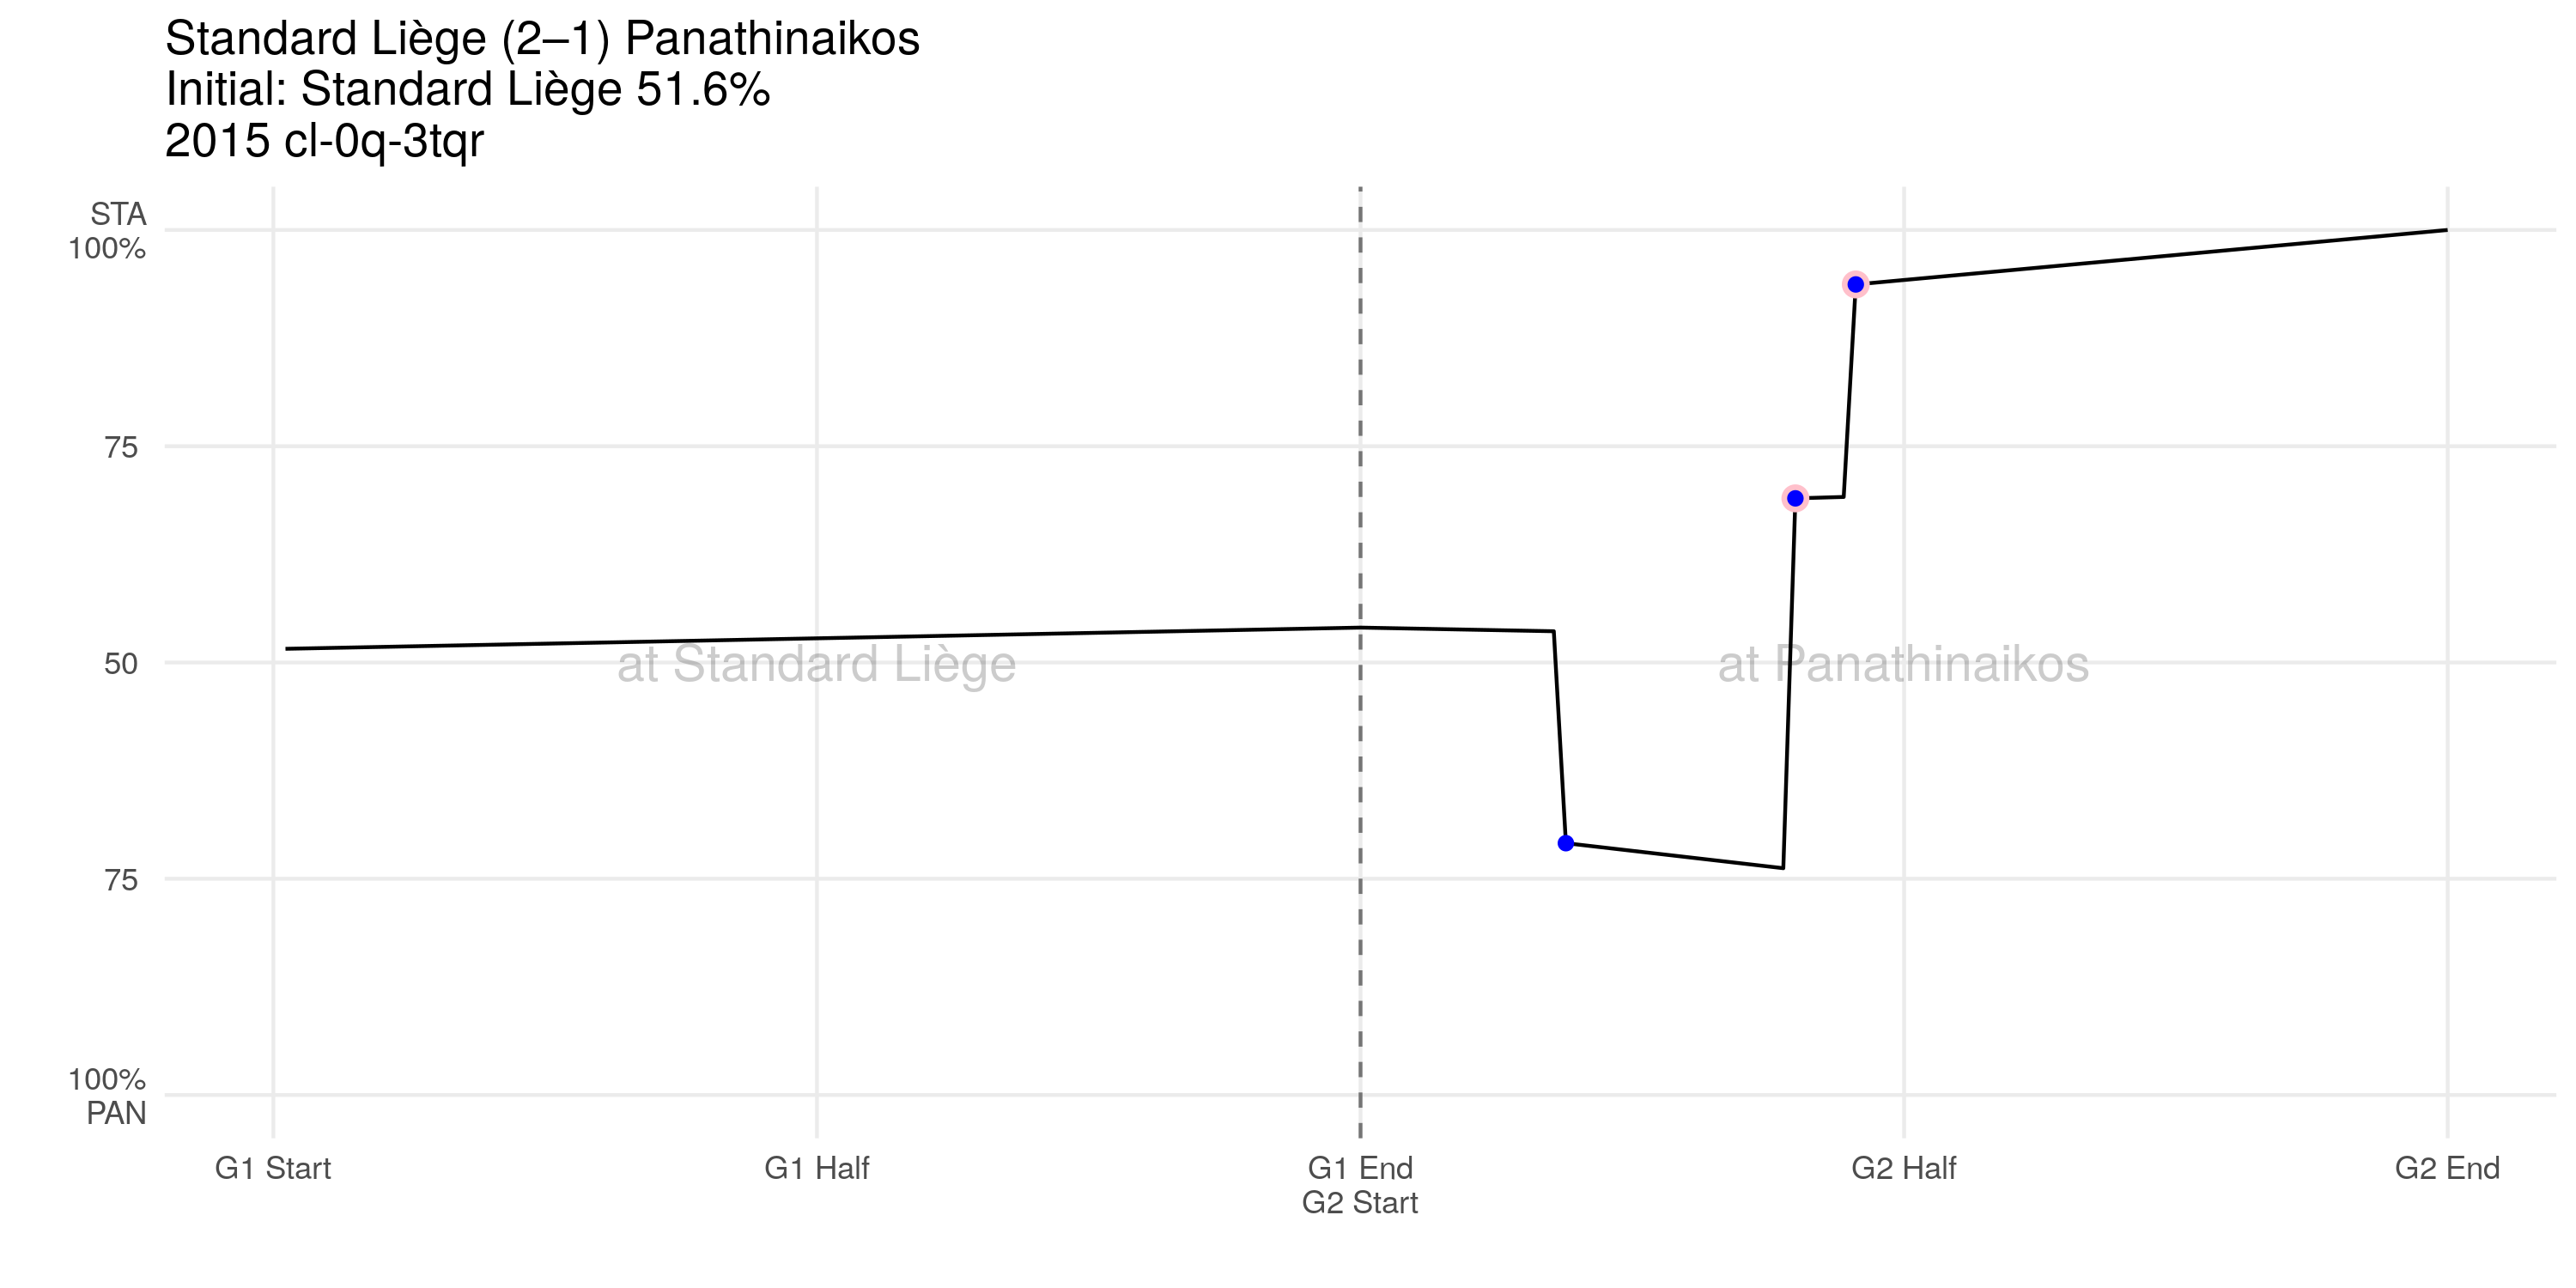 Standard Liège (2–1) Panathinaikos
Initial: Standard Liège 51.6%
2015 cl-0q-3tqr
STA
100%
75
50
75
100%
PAN
at Standard Liège
at Panathinaikos
G1 Start
G1 Half
G1 End
G2 Start
G2 Half
G2 End